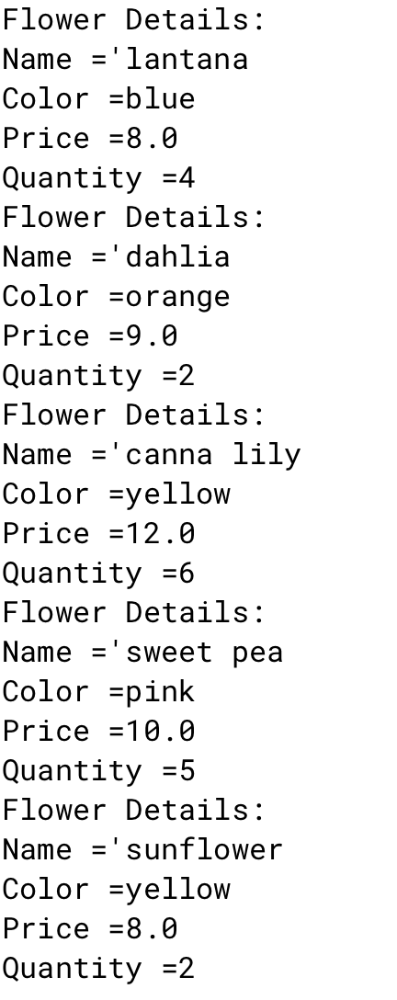 Flower Details:
Name ='lantana
Color =blue
Price =8.0
Quantity =4
Flower Details:
Name ='dahlia
Color =orange
Price =9.0
Quantity =2
Flower Details:
Name ='canna lily
Color =yellow
Price =12.0
Quantity =6
Flower Details:
Name ='sweet pea
Color =pink
Price =10.0
Quantity =5
Flower Details:
Name ='sunflower
Color =yellow
Price =8.0
Quantity =2